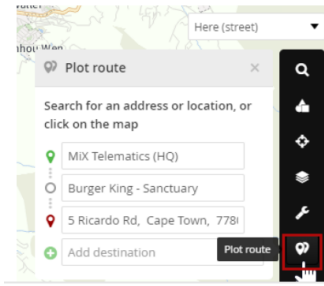 Here (street)
Plot route
Search for an address or location, or
click on the map
MiX Telematics (HQ)
Burger King - Sanctuary
5 Ricardo Rd, Cape Town, 778
Add destination
Plot route